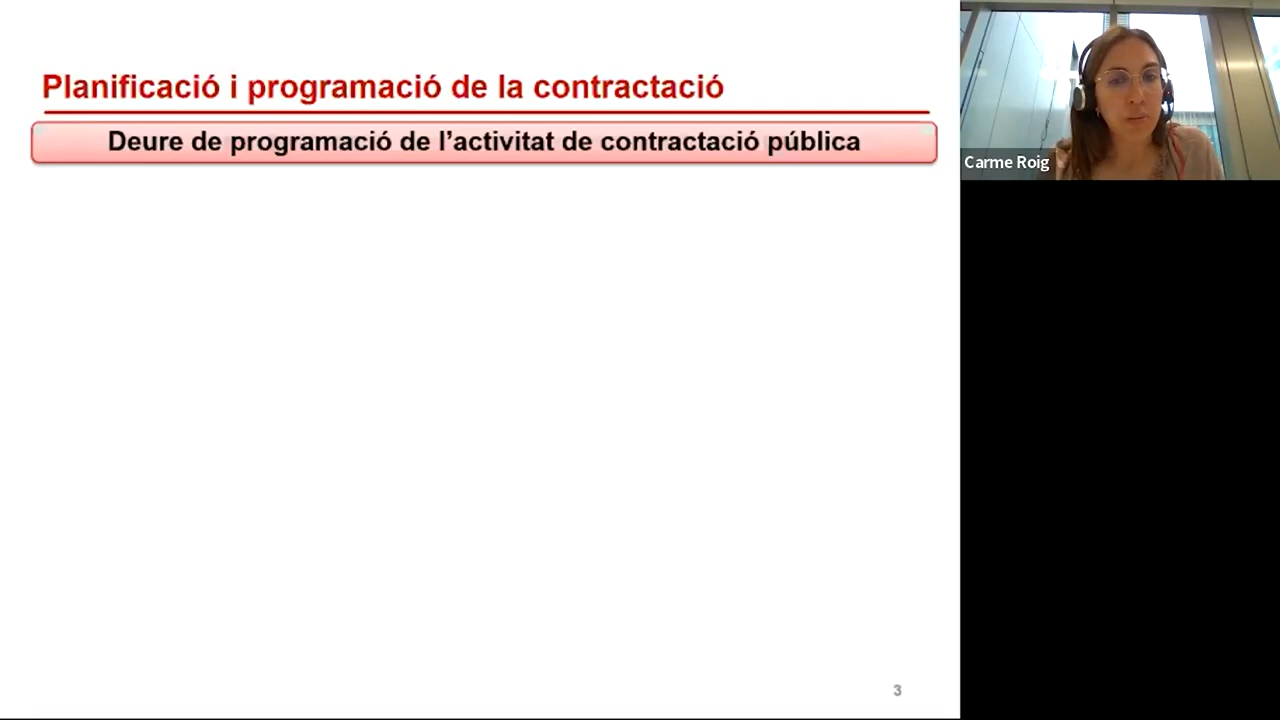 Planificació i programació de la contractació
Deure de programació de l’activitat de contractació pública
Carme Roig
3